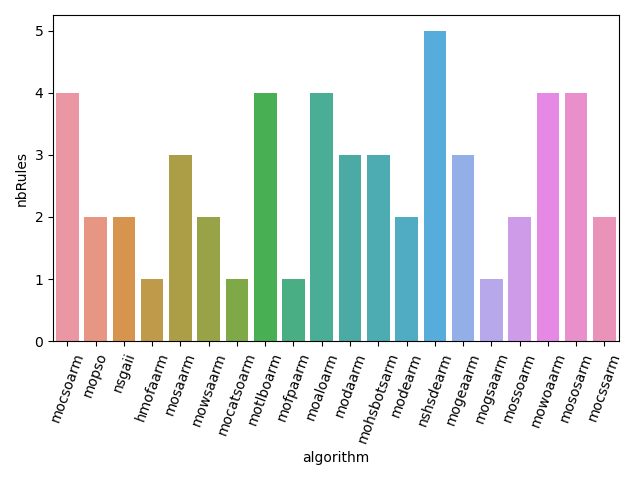 nbRules
5
4
3
2
1
0
mocsoarm
mopso
nsgaii
hmofaarm
mosaarm
mowsaarm
mocatsoarm
motlboarm
mofpaarm
moaloarm
modaarm
mohsbotsarm
modearm
nshsdearm
mogeaarm
mogsaarm
mossoarm
mowoaarm
mososarm
mocssarm
algorithm